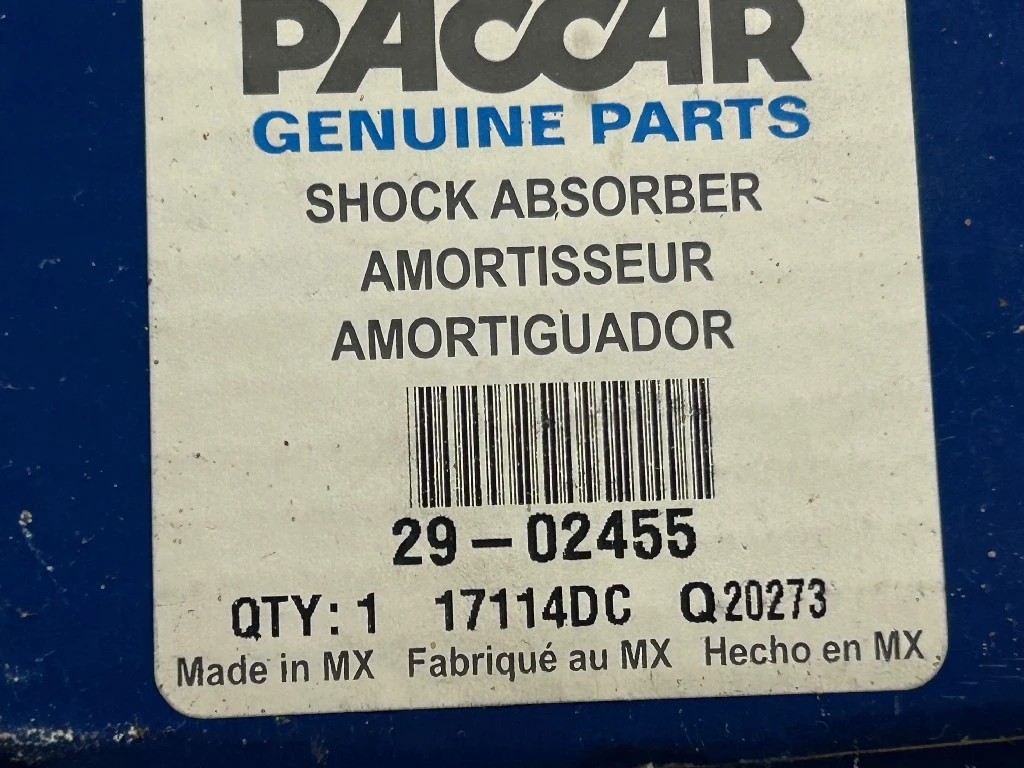 PACCAR
GENUINE PARTS
SHOCK ABSORBER
AMORTISSEUR
AMORTIGUADOR
29-02455
QTY: 1 17114DC Q20273
Made in MX Fabriqué au MX Hecho en MX